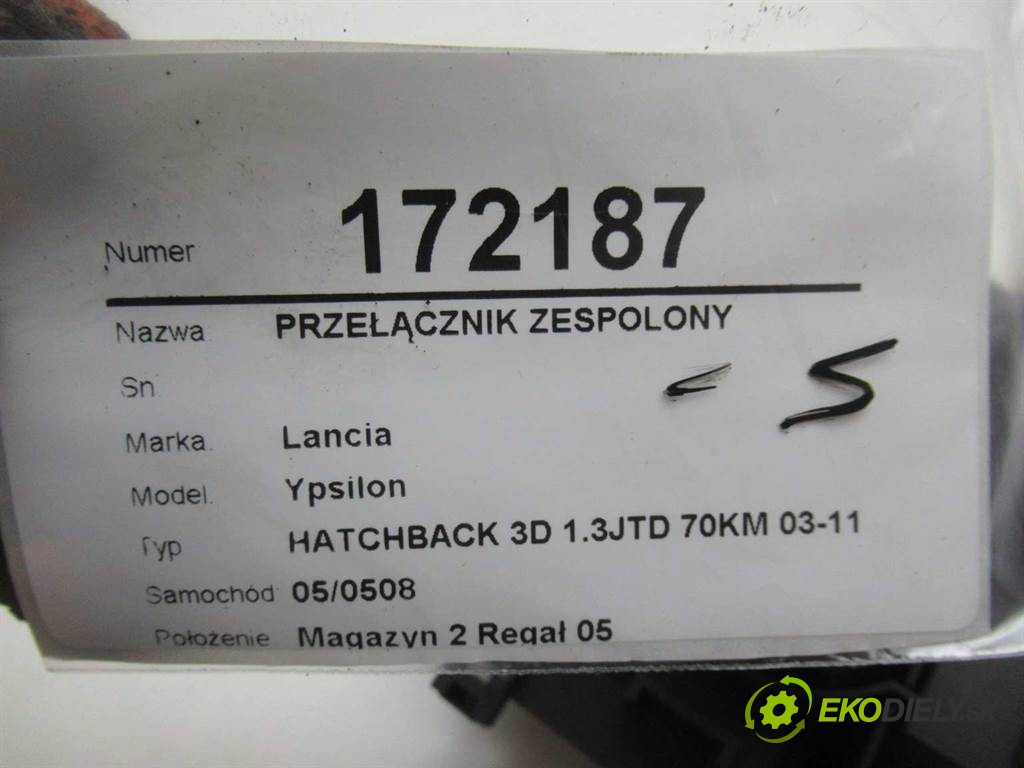 Numer 172187
Nazwa PRZEŁĄCZNIK ZESPOLONY
Sn
Marka. Lancia
Model. Ypsilon
Typ HATCHBACK 3D 1.3JTD 70KM 03-11
Samochód 05/0508
Położenie Magazyn 2 Regał 05
EKODIELY.sk